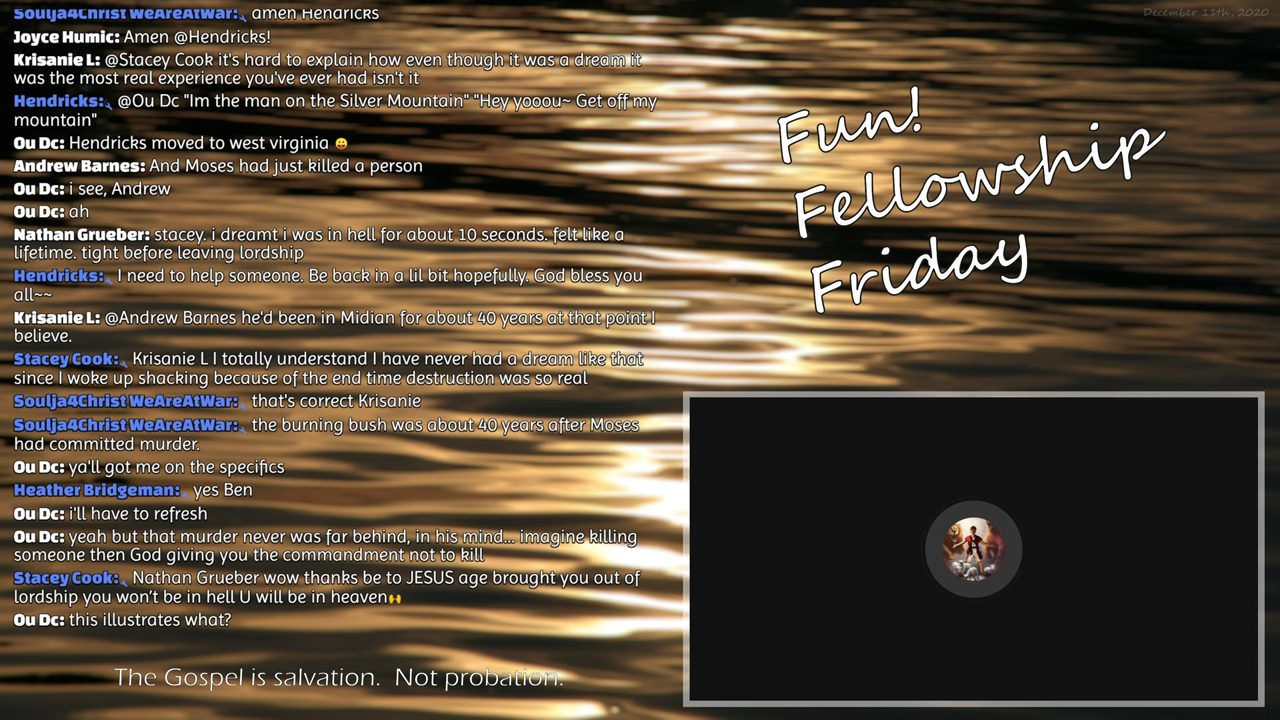 Soulja4Christ WeAreAtWar: amen Hendricks
Joyce Humic: Amen @Hendricks!
Krisanie L: @Stacey Cook it's hard to explain how even though it was a dream it
was the most real experience you've ever had isn't it
Hendricks: @Ou Dc "Im the man on the Silver Mountain" "Hey yooou~ Get off my
mountain"
Ou Dc: Hendricks moved to west virginia 😛
Andrew Barnes: And Moses had just killed a person
Ou Dc: i see, Andrew
Ou Dc: ah
Nathan Grueber: stacey. i dreamt i was in hell for about 10 seconds. felt like a
lifetime. tight before leaving lordship
Hendricks: I need to help someone. Be back in a lil bit hopefully. God bless you
all~~
Krisanie L: @Andrew Barnes he'd been in Midian for about 40 years at that point I
believe.
Stacey Cook: Krisanie L I totally understand I have never had a dream like that
since I woke up shacking because of the end time destruction was so real
Soulja4Christ WeAreAtWar: that's correct Krisanie
Soulja4Christ WeAreAtWar: the burning bush was about 40 years after Moses
had committed murder.
Ou Dc: ya'll got me on the specifics
Heather Bridgeman: yes Ben
Ou Dc: i'll have to refresh
Ou Dc: yeah but that murder never was far behind, in his mind... imagine killing
someone then God giving you the commandment not to kill
Stacey Cook: Nathan Grueber wow thanks be to JESUS age brought you out of
lordship you won't be in hell U will be in heaven🙌
Ou Dc: this illustrates what?
The Gospel is salvation. Not probation.
December 11th, 2020
Fun!
Fellowship
Friday